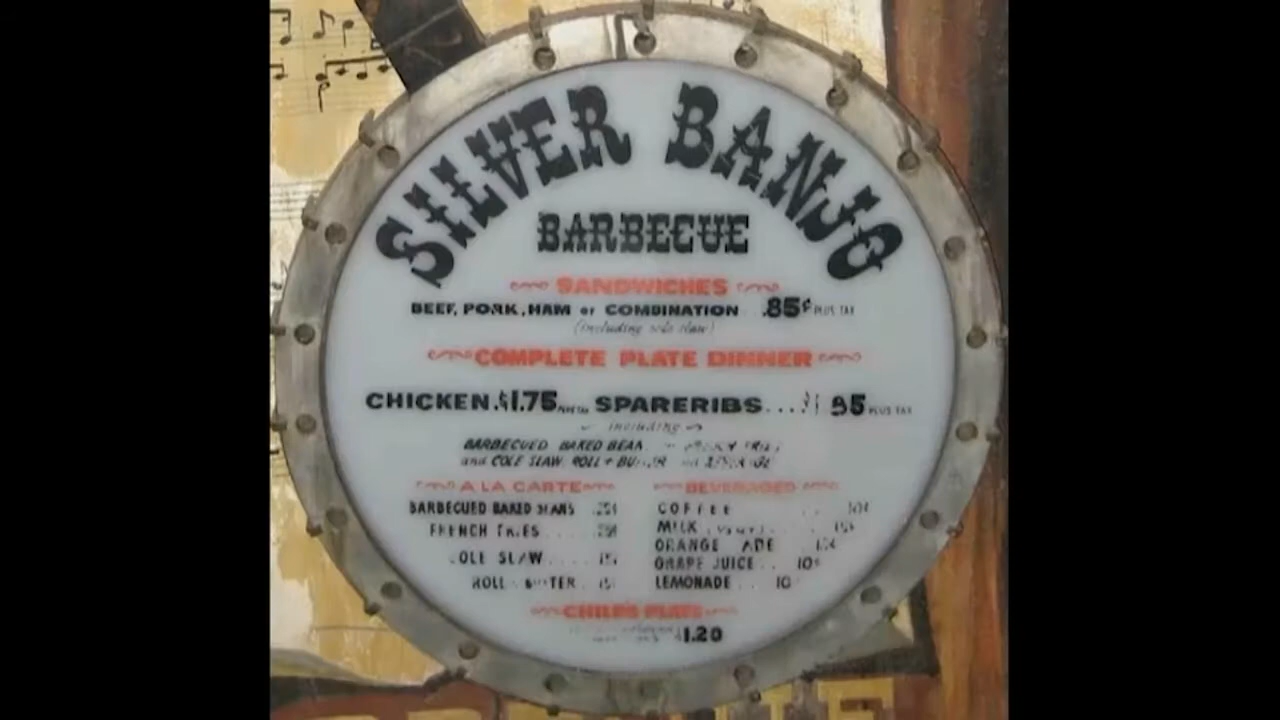 SILVER BANJO
BARBECUE
SANDWICHES
BEEF, PORK, HAM or COMBINATION .85¢ PLUS TAX
(including cole slaw)
COMPLETE PLATE DINNER
CHICKEN. $1.75 PLUS TAX SPARERIBS... $1.95 PLUS TAX
including
BARBECUED BAKED BEANS FRENCH FRIES
and COLE SLAW, ROLL + BUTTER
A LA CARTE
BEVERAGES
BARBECUED BAKED BEANS .25¢
FRENCH FRIES
COLE SLAW
ROLL BUTTER
COFFEE 10¢
MILK
ORANGE ADE
GRAPE JUICE 10¢
LEMONADE 10
CHILD'S PLATE
$1.20